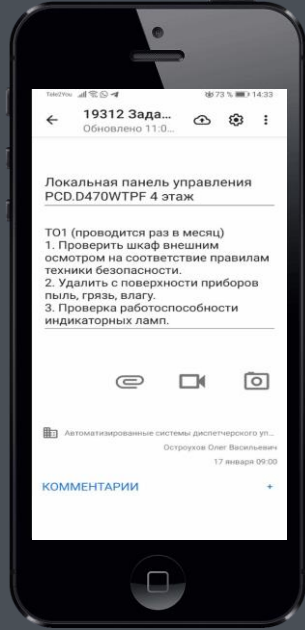 Tele2You 73 % 14:33
19312 Зада...
Обновлено 11:0...
Локальная панель управления
PCD.D470WTPF 4 этаж
ТО1 (проводится раз в месяц)
1. Проверить шкаф внешним
осмотром на соответствие правилам
техники безопасности.
2. Удалить с поверхности приборов
пыль, грязь, влагу.
3. Проверка работоспособности
индикаторных ламп.
Автоматизированные системы диспетчерского уп...
Остроухов Олег Васильевич
17 января 09:00
КОММЕНТАРИИ +